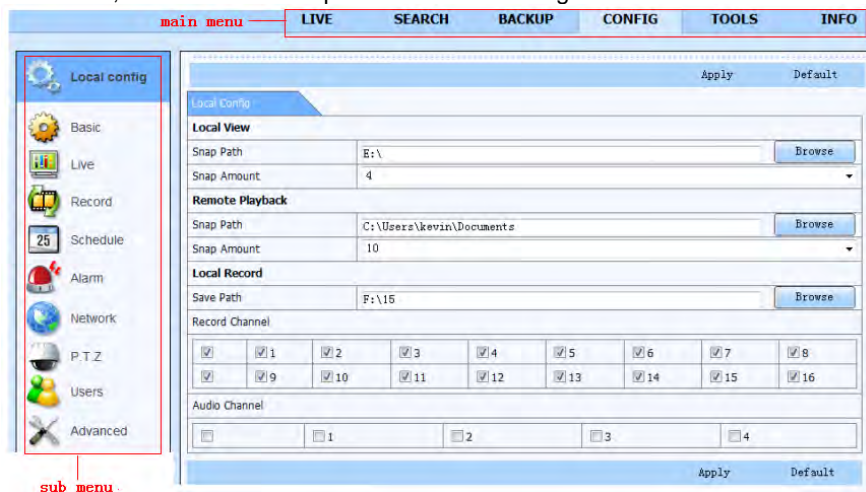 main menu LIVE SEARCH BACKUP CONFIG TOOLS INFO
Local config
Basic
Live
Record
25 Schedule
Alarm
Network
P.T.Z
Users
Advanced
sub menu
Apply Default
Local Config
Local View
Snap Path E:\ Browse
Snap Amount 4
Remote Playback
Snap Path C:\Users\kevin\Documents Browse
Snap Amount 10
Local Record
Save Path F:\15 Browse
Record Channel
1 2 3 4 5 6 7 8
9 10 11 12 13 14 15 16
Audio Channel
1 2 3 4
Apply Default